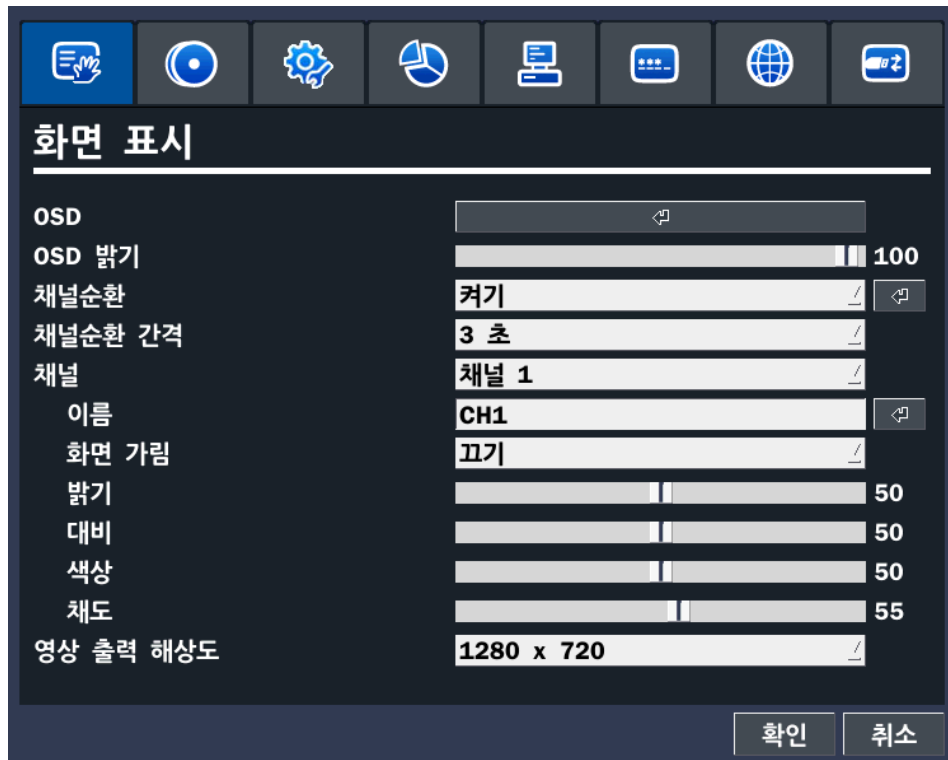 화면 표시
OSD
OSD 밝기 100
채널순환 켜기
채널순환 간격 3 초
채널 채널 1
이름 CH1
화면 가림 끄기
밝기 50
대비 50
색상 50
채도 55
영상 출력 해상도 1280 x 720
확인 취소